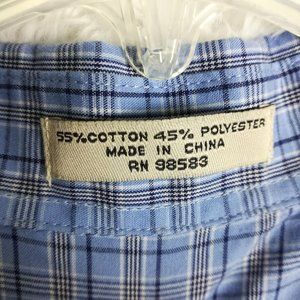 55%COTTON 45% POLYESTER
MADE IN CHINA
RN 98583